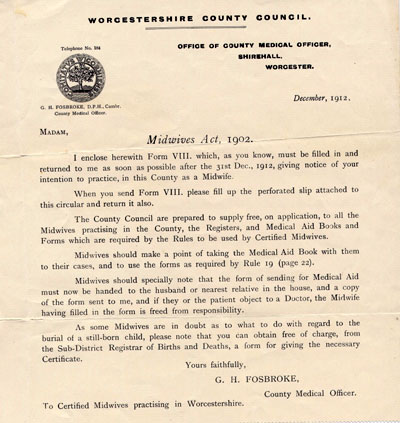 WORCESTERSHIRE COUNTY COUNCIL.
Telephone No. 584
OFFICE OF COUNTY MEDICAL OFFICER,
SHIREHALL,
WORCESTER.
G. H. FOSBROKE, D.P.H., Camb.
County Medical Officer.
December, 1912.
MADAM,
Midwives Act, 1902.
I enclose herewith Form VIII. which, as you know, must be filled in and
returned to me as soon as possible after the 31st Dec., 1912, giving notice of your
intention to practice, in this County as a Midwife.
When you send Form VIII. please fill up the perforated slip attached to
this circular and return it also.
The County Council are prepared to supply free, on application, to all the
Midwives practising in the County, the Registers, and Medical Aid Books and
Forms which are required by the Rules to be used by Certified Midwives.
Midwives should make a point of taking the Medical Aid Book with them
to their cases, and to use the forms as required by Rule 19 (page 22).
Midwives should specially note that the form of sending for Medical Aid
must now be handed to the husband or nearest relative in the house, and a copy
of the form sent to me, and if they or the patient object to a Doctor, the Midwife
having filled in the form is freed from responsibility.
As some Midwives are in doubt as to what to do with regard to the
burial of a still-born child, please note that you can obtain free of charge, from
the Sub-District Registrar of Births and Deaths, a form for giving the necessary
Certificate.
Yours faithfully,
G. H. FOSBROKE,
County Medical Officer.
To Certified Midwives practising in Worcestershire.